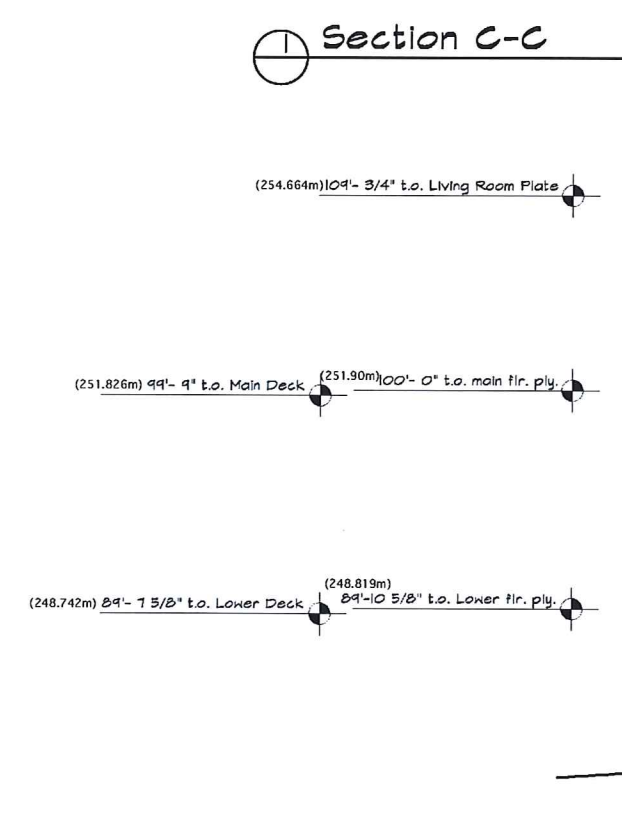 1 Section C-C
(254.664m)109'- 3/4" t.o. Living Room Plate
(251.826m) 99'- 9" t.o. Main Deck
(251.90m)100'- 0" t.o. main flr. ply.
(248.742m) 89'- 7 5/8" t.o. Lower Deck
(248.819m)
89'-10 5/8" t.o. Lower flr. ply.